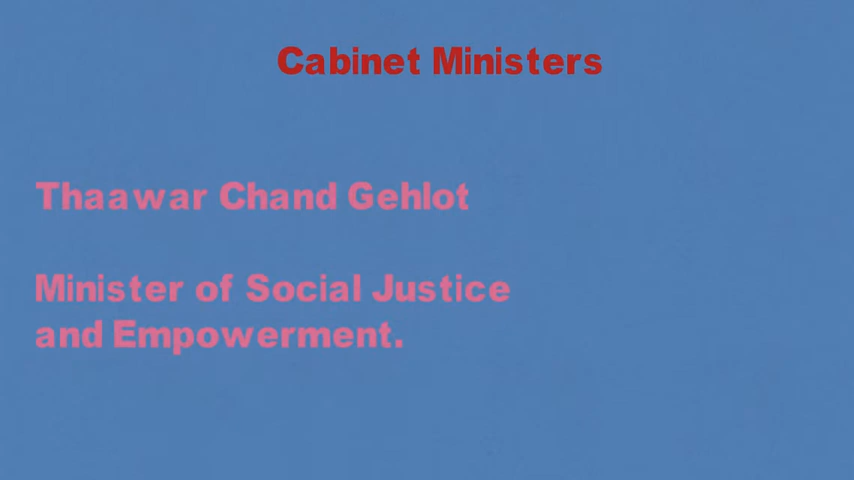 Cabinet Ministers
Thaawar Chand Gehlot
Minister of Social Justice
and Empowerment.